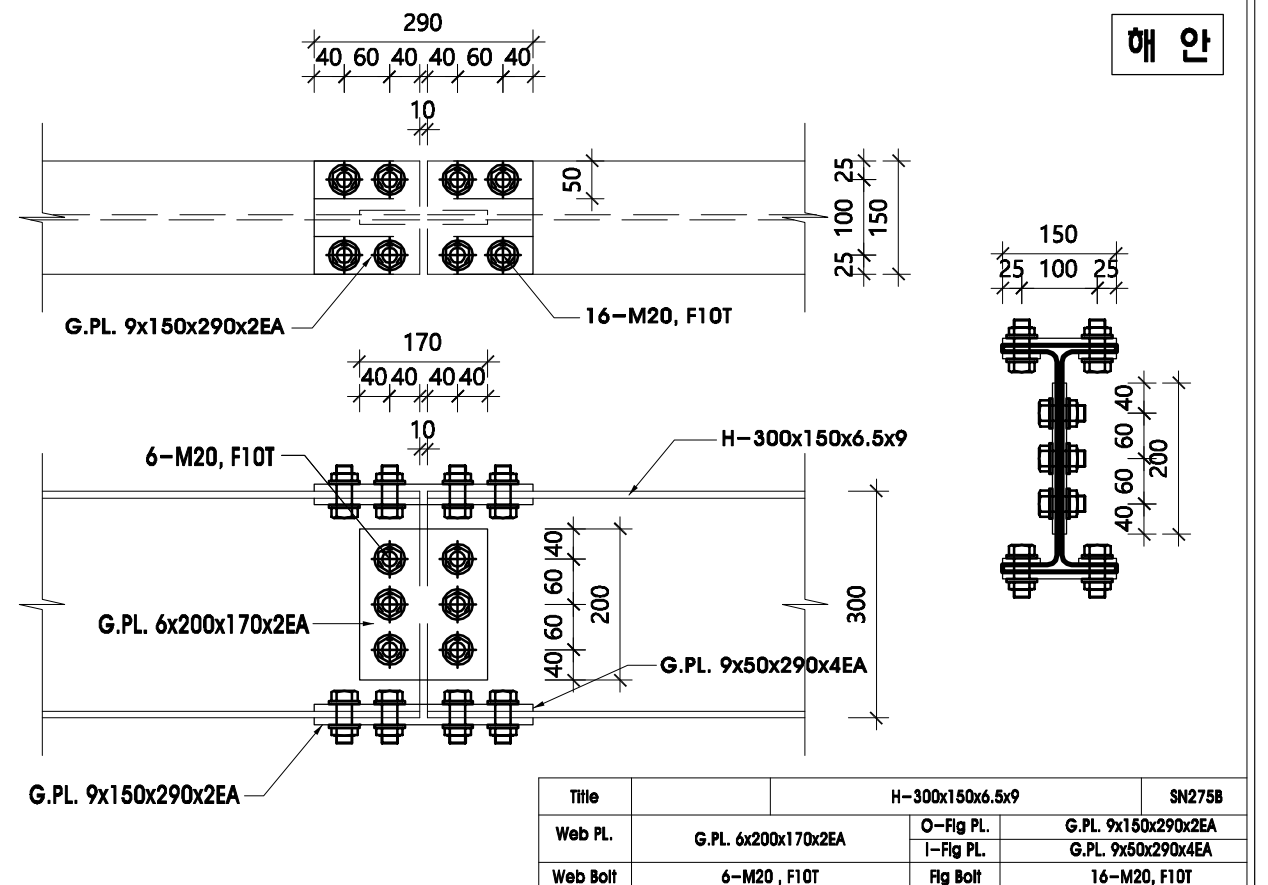 해 안
290
40 60 40 40 60 40
10
50
25
100
25
150
G.PL. 9x150x290x2EA
16-M20, F10T
150
25 100 25
170
40 40 40 40
10
H-300x150x6.5x9
6-M20, F10T
40
60
60
40
200
40
60
60
40
200
300
G.PL. 6x200x170x2EA
G.PL. 9x50x290x4EA
G.PL. 9x150x290x2EA
Title H-300x150x6.5x9 SN275B
Web PL. G.PL. 6x200x170x2EA O-Flg PL. G.PL. 9x150x290x2EA
I-Flg PL. G.PL. 9x50x290x4EA
Web Bolt 6-M20 , F10T Flg Bolt 16-M20, F10T